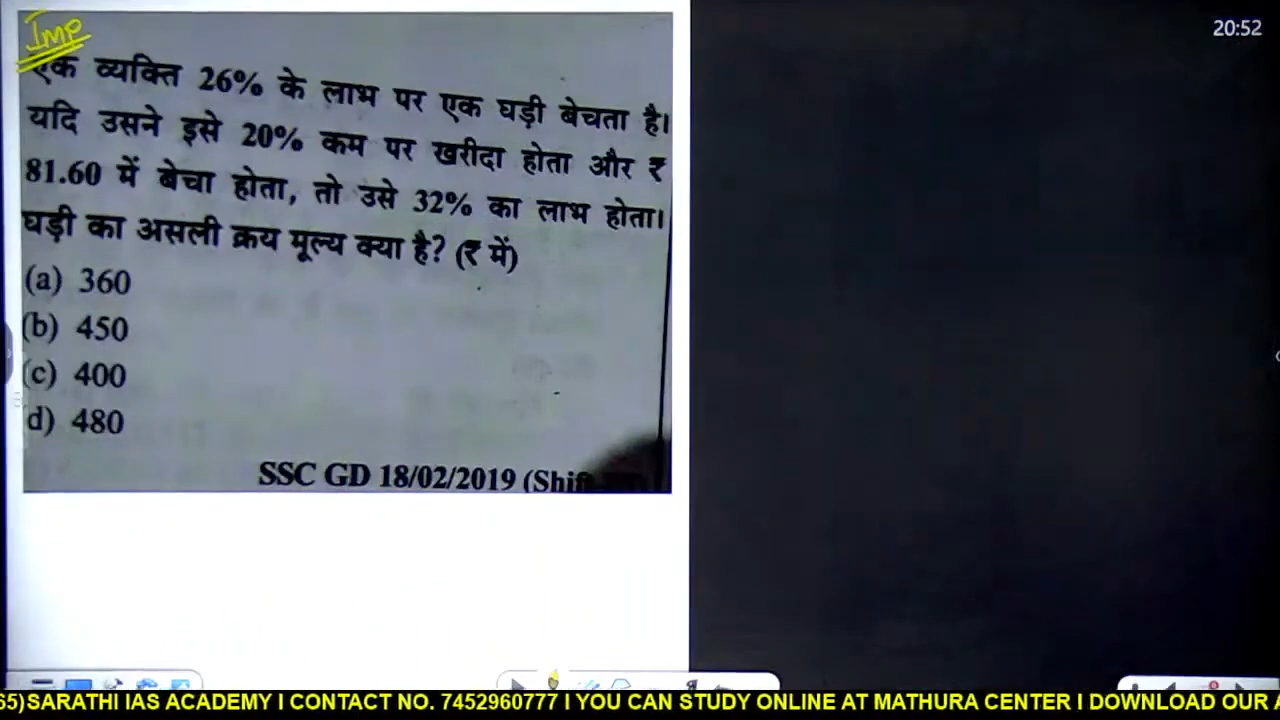 Imp
20:52
एक व्यक्ति 26% के लाभ पर एक घड़ी बेचता है।
यदि उसने इसे 20% कम पर खरीदा होता और ₹
81.60 में बेचा होता, तो उसे 32% का लाभ होता।
घड़ी का असली क्रय मूल्य क्या है? (₹ में)
(a) 360
(b) 450
(c) 400
d) 480
SSC GD 18/02/2019 (Shif
65)SARATHI IAS ACADEMY I CONTACT NO. 7452960777 I YOU CAN STUDY ONLINE AT MATHURA CENTER I DOWNLOAD OUR